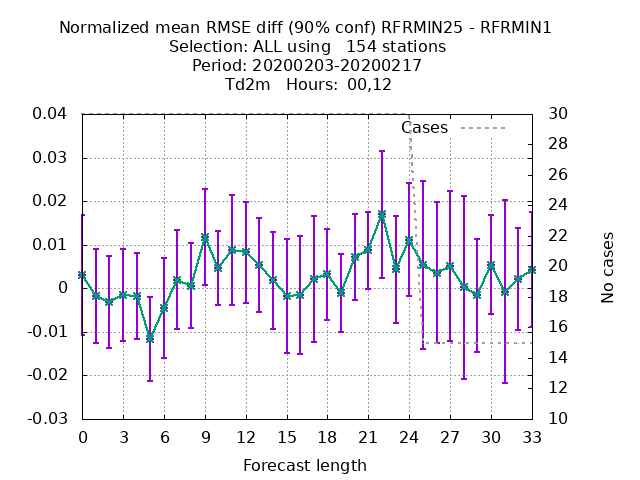 Normalized mean RMSE diff (90% conf) RFRMIN25 - RFRMIN1
Selection: ALL using   154 stations
Period: 20200203-20200217
Td2m   Hours:  00,12
0.04
0.03
0.02
0.01
0
-0.01
-0.02
-0.03
Cases
30
28
26
24
22
20
18
16
14
12
10
No cases
0 3 6 9 12 15 18 21 24 27 30 33
Forecast length